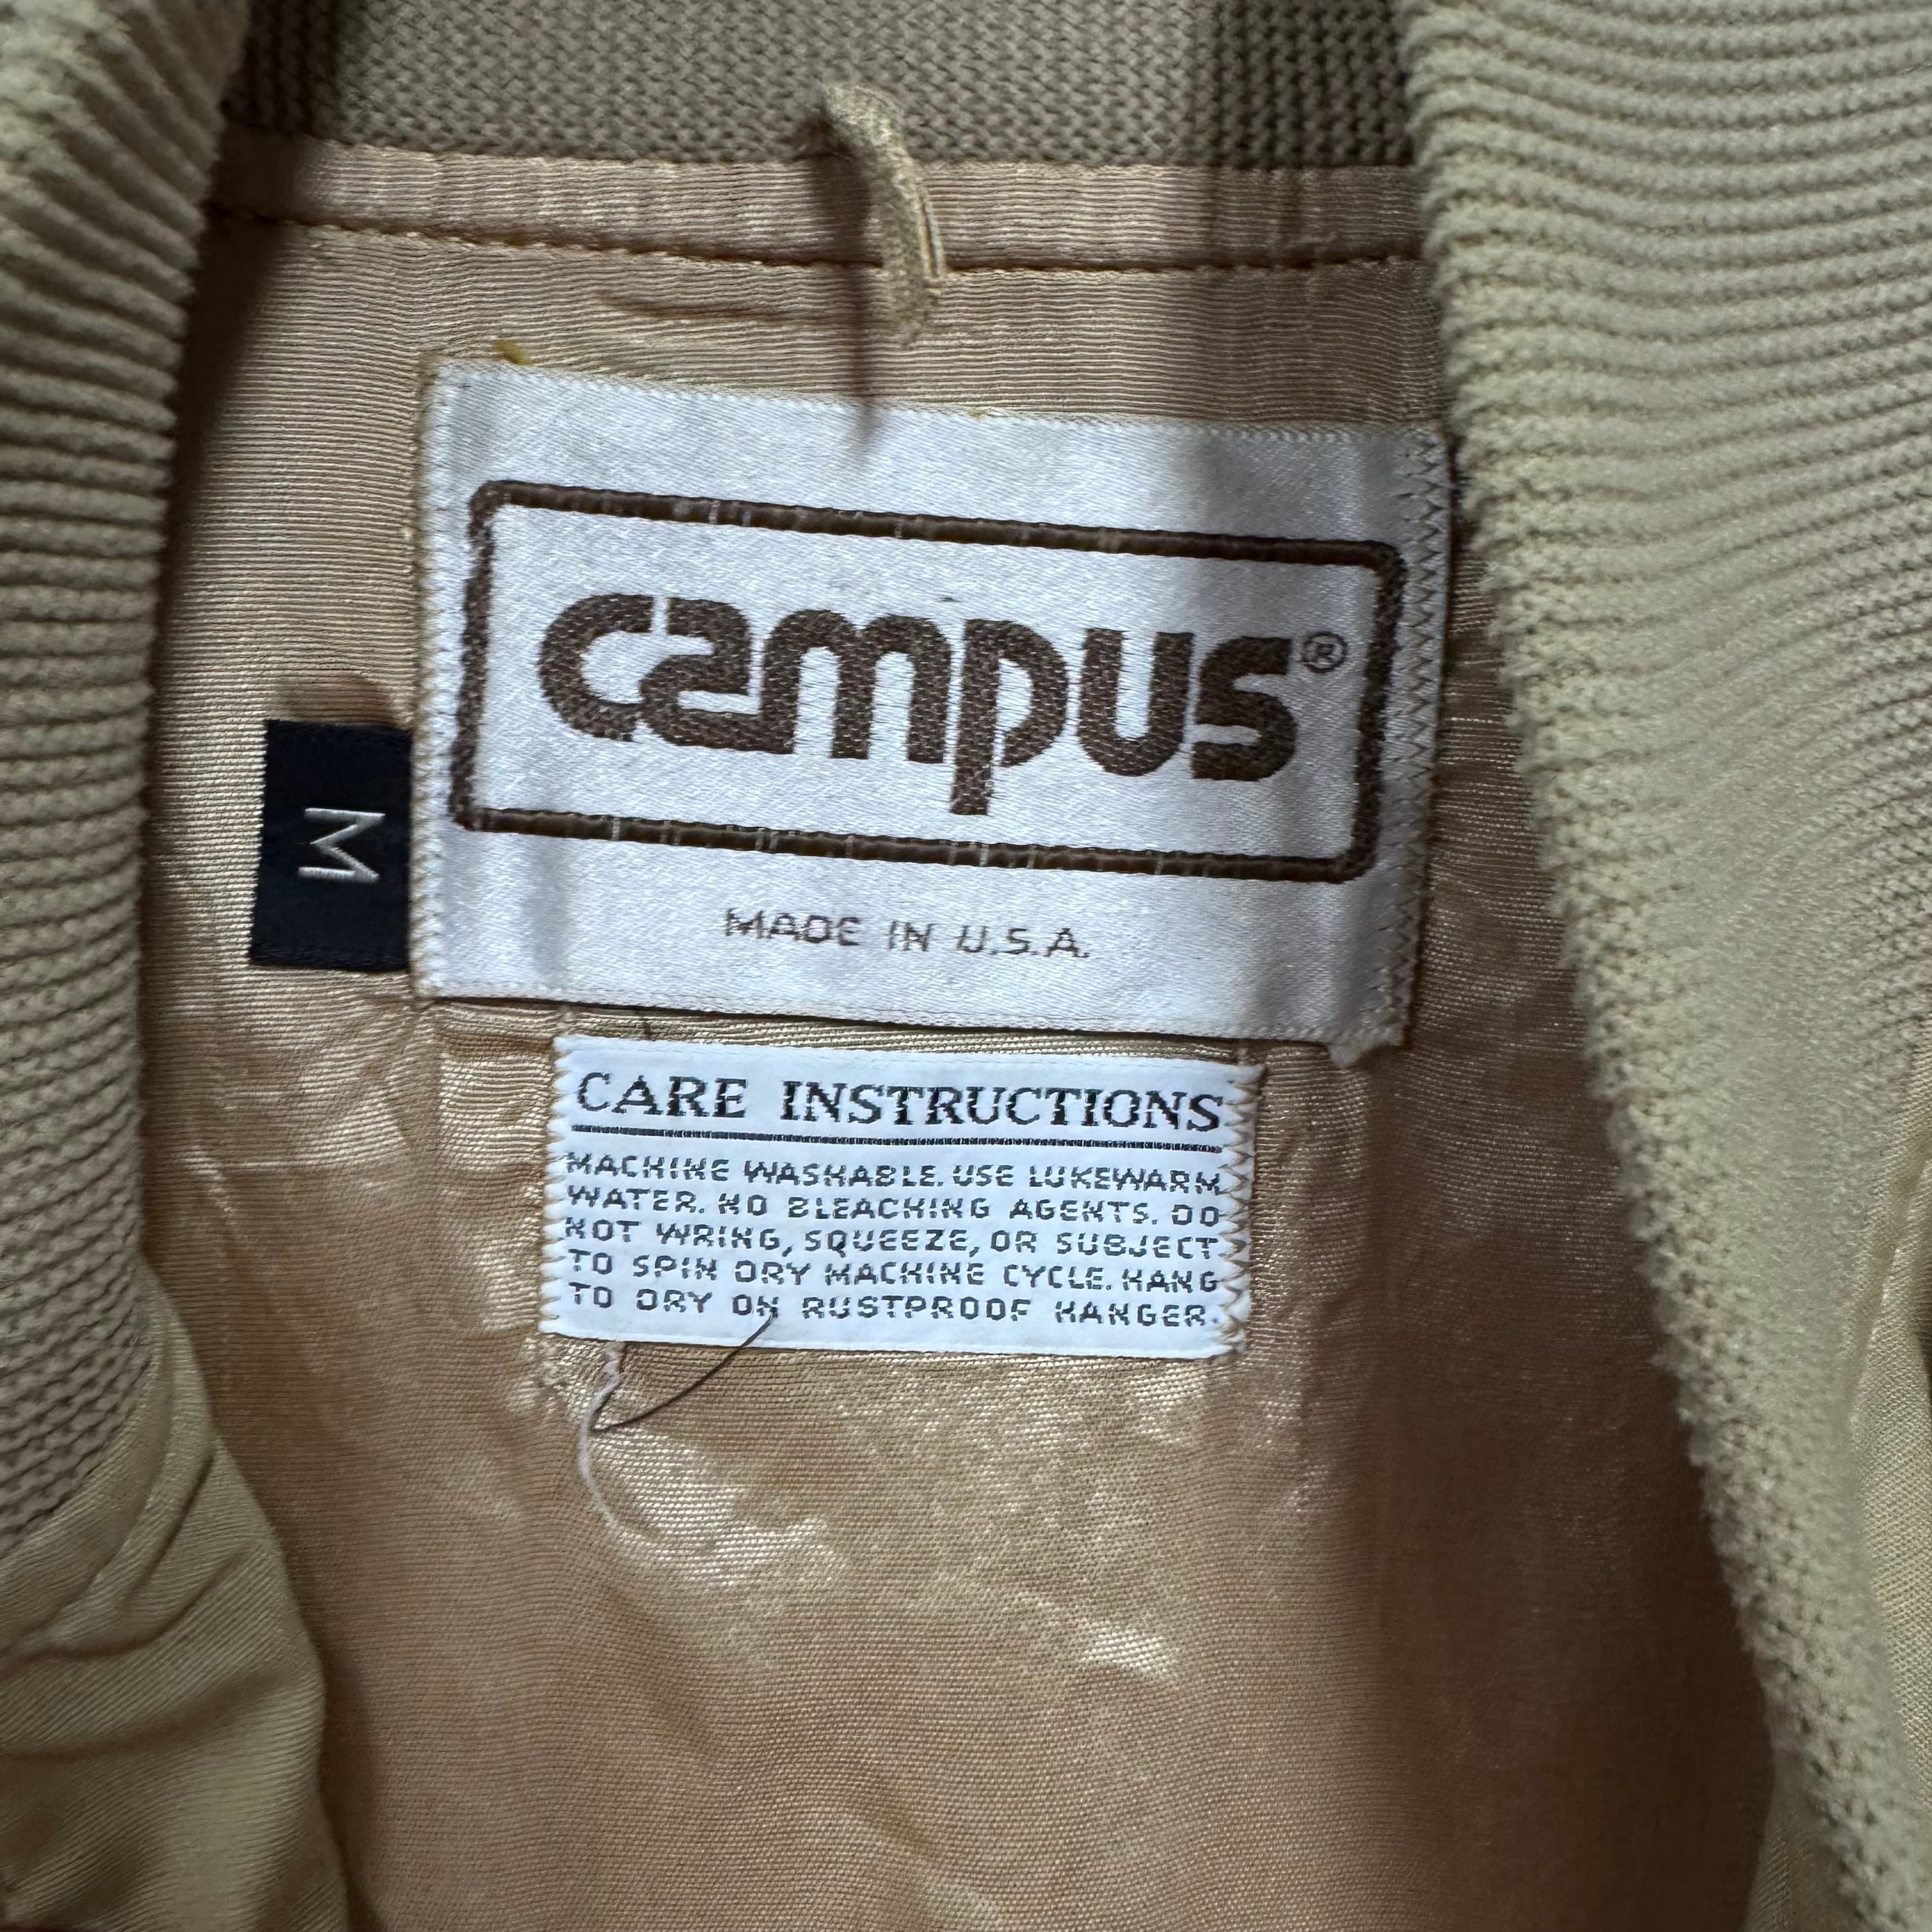 campus®
M
MADE IN U.S.A.
CARE INSTRUCTIONS
MACHINE WASHABLE. USE LUKEWARM
WATER. NO BLEACHING AGENTS. DO
NOT WRING, SQUEEZE, OR SUBJECT
TO SPIN DRY MACHINE CYCLE. HANG
TO DRY ON RUSTPROOF HANGER.